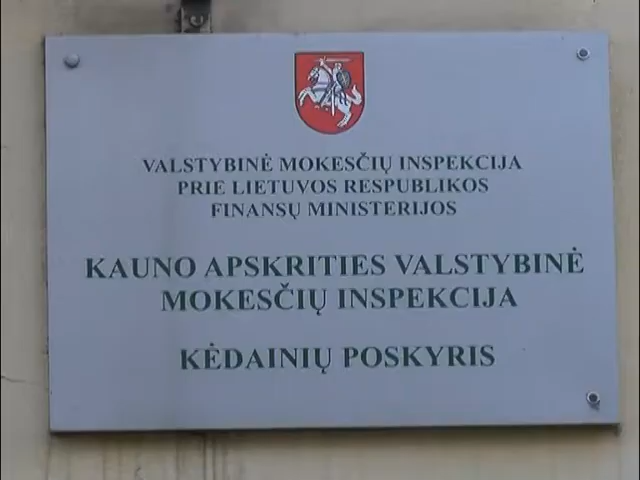 VALSTYBINĖ MOKESČIŲ INSPEKCIJA
PRIE LIETUVOS RESPUBLIKOS
FINANSŲ MINISTERIJOS
KAUNO APSKRITIES VALSTYBINĖ
MOKESČIŲ INSPEKCIJA
KĖDAINIŲ POSKYRIS